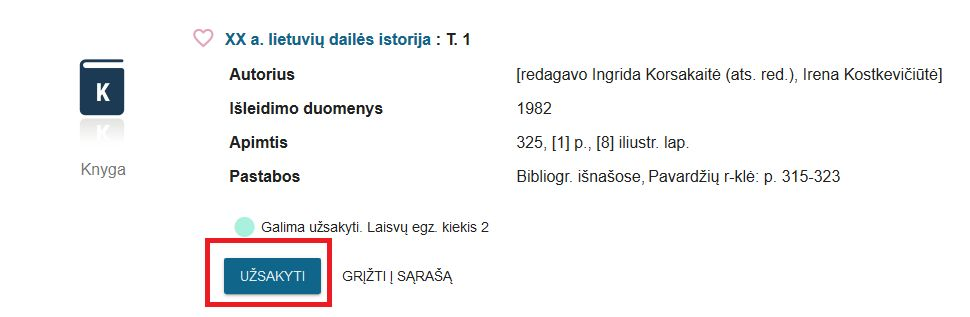 XX a. lietuvių dailės istorija : T. 1
Autorius [redagavo Ingrida Korsakaitė (ats. red.), Irena Kostkevičiūtė]
Išleidimo duomenys 1982
Apimtis 325, [1] p., [8] iliustr. lap.
Pastabos Bibliogr. išnašose, Pavardžių r-klė: p. 315-323
K
Knyga
Galima užsakyti. Laisvų egz. kiekis 2
UŽSAKYTI GRĮŽTI Į SĄRAŠĄ